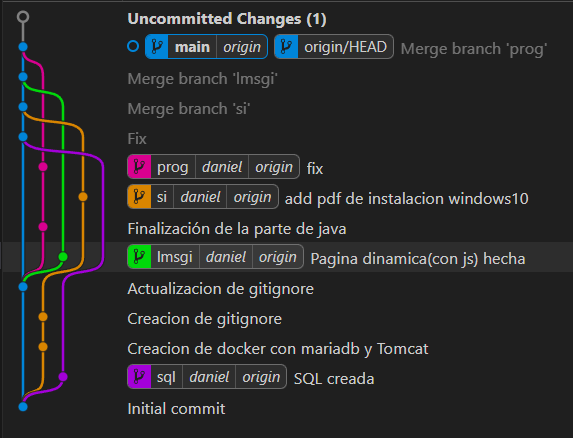 Uncommitted Changes (1)
main origin origin/HEAD Merge branch 'prog'
Merge branch 'lmsgi'
Merge branch 'si'
Fix
prog daniel origin fix
si daniel origin add pdf de instalacion windows10
Finalización de la parte de java
lmsgi daniel origin Pagina dinamica(con js) hecha
Actualizacion de gitignore
Creacion de gitignore
Creacion de docker con mariadb y Tomcat
sql daniel origin SQL creada
Initial commit